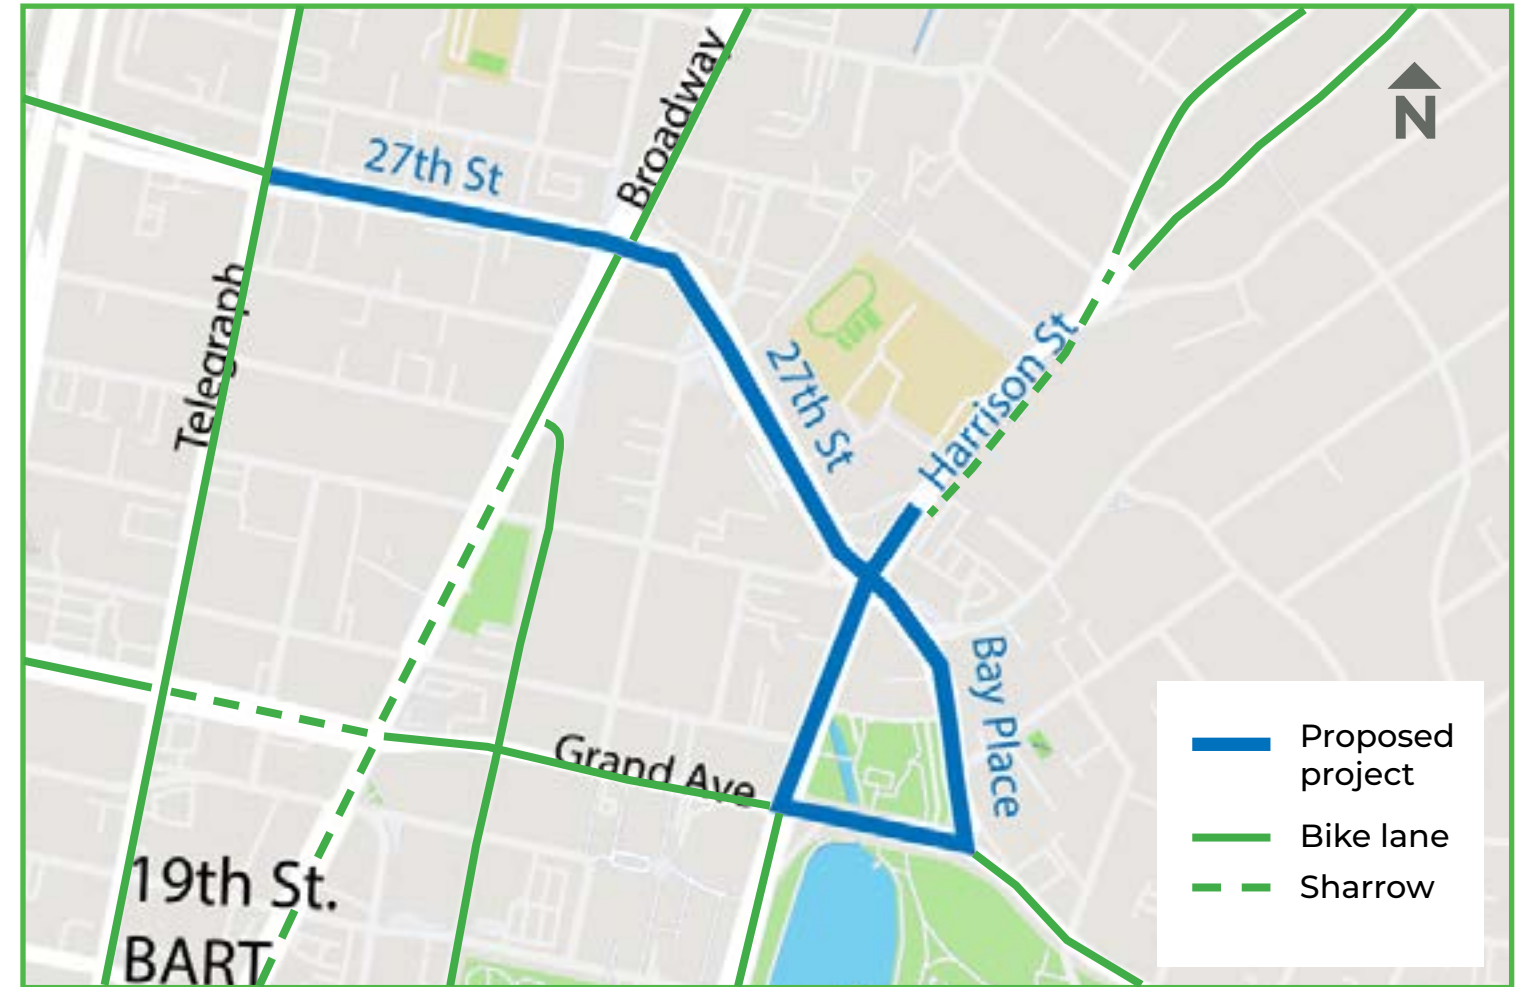 Broadway
N
27th St
Telegraph
27th St
Harrison St
Bay Place
Grand Ave
19th St.
BART
Proposed
project
Bike lane
Sharrow